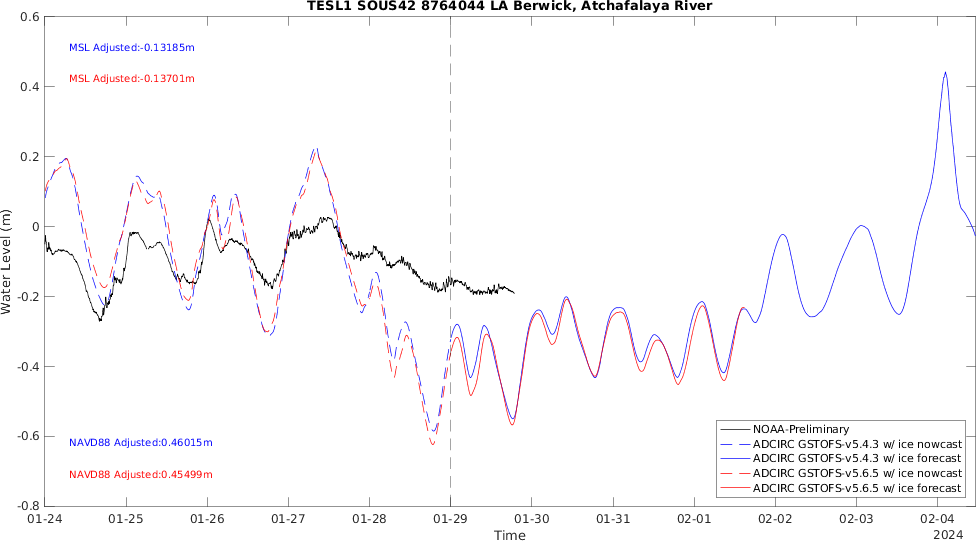 TESL1 SOUS42 8764044 LA Berwick, Atchafalaya River
0.6
MSL Adjusted:-0.13185m
MSL Adjusted:-0.13701m
0.4
0.2
0
-0.2
-0.4
-0.6
-0.8
Water Level (m)
NAVD88 Adjusted:0.46015m
NAVD88 Adjusted:0.45499m
NOAA-Preliminary
ADCIRC GSTOFS-v5.4.3 w/ ice nowcast
ADCIRC GSTOFS-v5.4.3 w/ ice forecast
ADCIRC GSTOFS-v5.6.5 w/ ice nowcast
ADCIRC GSTOFS-v5.6.5 w/ ice forecast
01-24 01-25 01-26 01-27 01-28 01-29 01-30 01-31 02-01 02-02 02-03 02-04
Time
2024